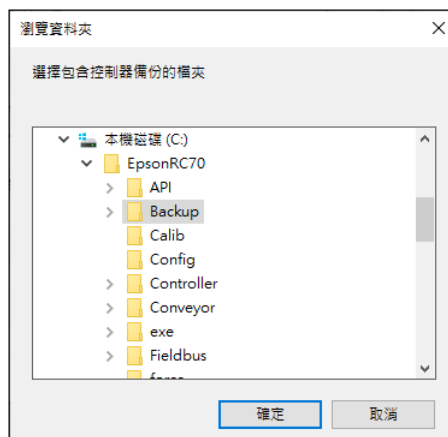 瀏覽資料夾
選擇包含控制器備份的檔夾
本機磁碟 (C:)
EpsonRC70
API
Backup
Calib
Config
Controller
Conveyor
exe
Fieldbus
確定
取消